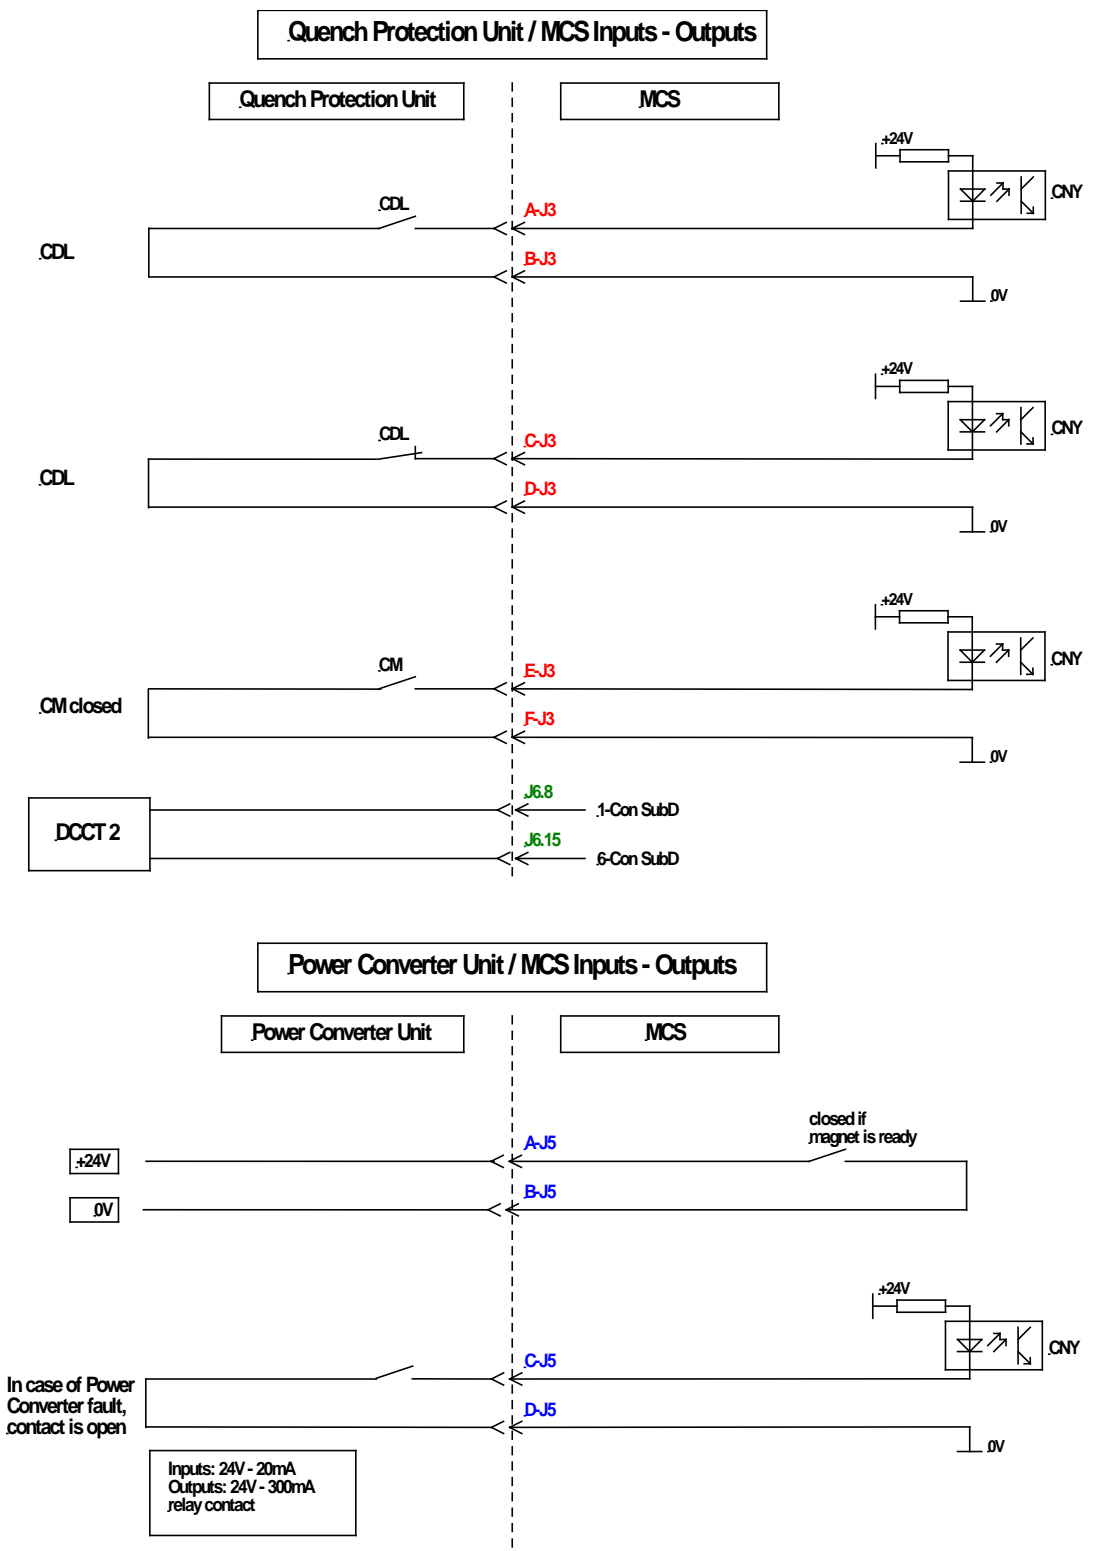 Quench Protection Unit / MCS Inputs - Outputs
Quench Protection Unit
MCS
+24V
CNY
CDL
A-J3
CDL
B-J3
0V
+24V
CNY
CDL
C-J3
CDL
D-J3
0V
+24V
CNY
CM
E-J3
CM closed
F-J3
0V
J6.8
1-Con SubD
DCCT 2
J6.15
6-Con SubD
Power Converter Unit / MCS Inputs - Outputs
Power Converter Unit
MCS
closed if
magnet is ready
A-J5
+24V
B-J5
0V
+24V
CNY
C-J5
In case of Power
Converter fault,
contact is open
D-J5
0V
Inputs: 24V - 20mA
Outputs: 24V - 300mA
relay contact